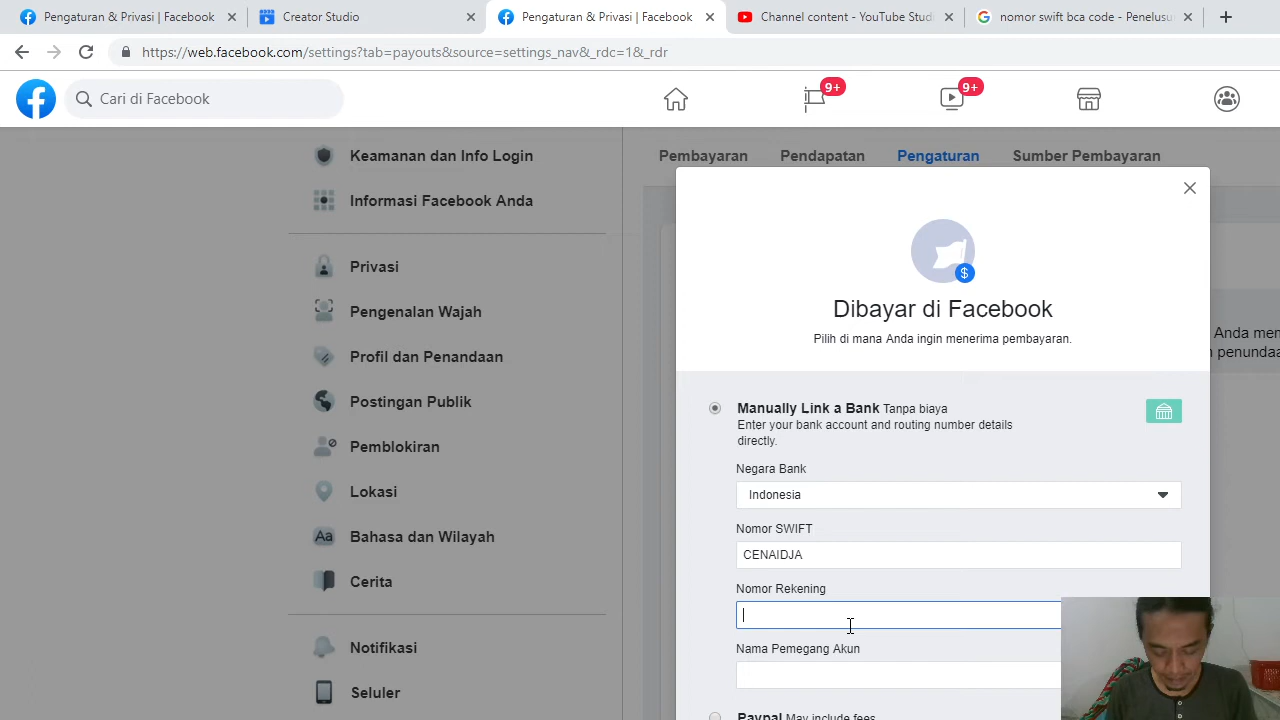 Pengaturan & Privasi | Facebook
Creator Studio
Pengaturan & Privasi | Facebook
Channel content - YouTube Stud
nomor swift bca code - Penelusu
https://web.facebook.com/settings?tab=payouts&source=settings_nav&_rdc=1&_rdr
Cari di Facebook
9+
9+
Keamanan dan Info Login
Informasi Facebook Anda
Privasi
Pengenalan Wajah
Profil dan Penandaan
Postingan Publik
Pemblokiran
Lokasi
Aa
Bahasa dan Wilayah
Cerita
Notifikasi
Seluler
Pembayaran
Pendapatan
Pengaturan
Sumber Pembayaran
Anda men
penundaa
$
Dibayar di Facebook
Pilih di mana Anda ingin menerima pembayaran.
Manually Link a Bank Tanpa biaya
Enter your bank account and routing number details
directly.
Negara Bank
Indonesia
Nomor SWIFT
CENAIDJA
Nomor Rekening
Nama Pemegang Akun
Paypal May include fees